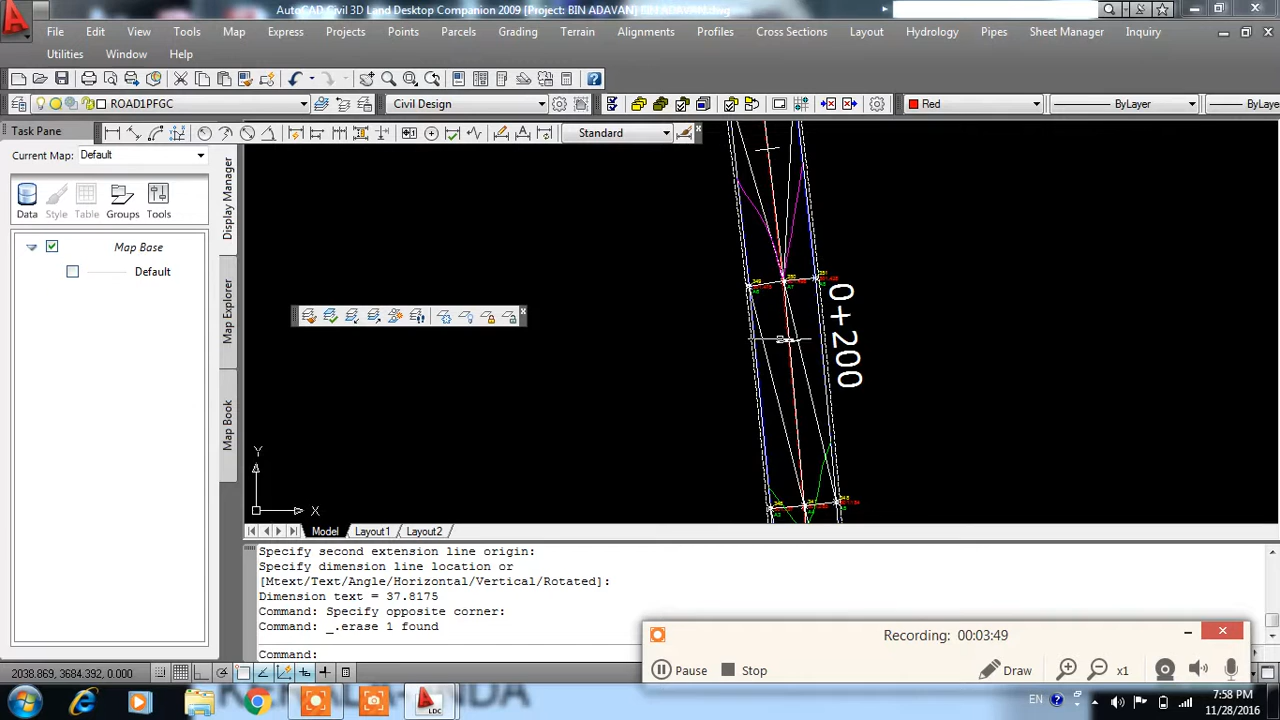 AutoCAD Civil 3D Land Desktop Companion 2009 [Project: BIN ADAVAN]
File Edit View Tools Map Express Projects Points Parcels Grading Terrain Alignments Profiles Cross Sections Layout Hydrology Pipes Sheet Manager Inquiry
Utilities Window Help
ROAD1PFGC Civil Design Red ByLayer ByLayer
Task Pane Standard
Current Map: Default
Data Style Table Groups Tools
Display Manager
Map Base
Default
Map Explorer
Map Book
0+200
Y
X
Model Layout1 Layout2
Specify second extension line origin:
Specify dimension line location or
[Mtext/Text/Angle/Horizontal/Vertical/Rotated]:
Dimension text = 37.8175
Command: Specify opposite corner:
Command: _.erase 1 found
Command:
Recording: 00:03:49
Pause Stop Draw x1
2038.869, 3684.392, 0.000
LDC
EN
7:58 PM
11/28/2016